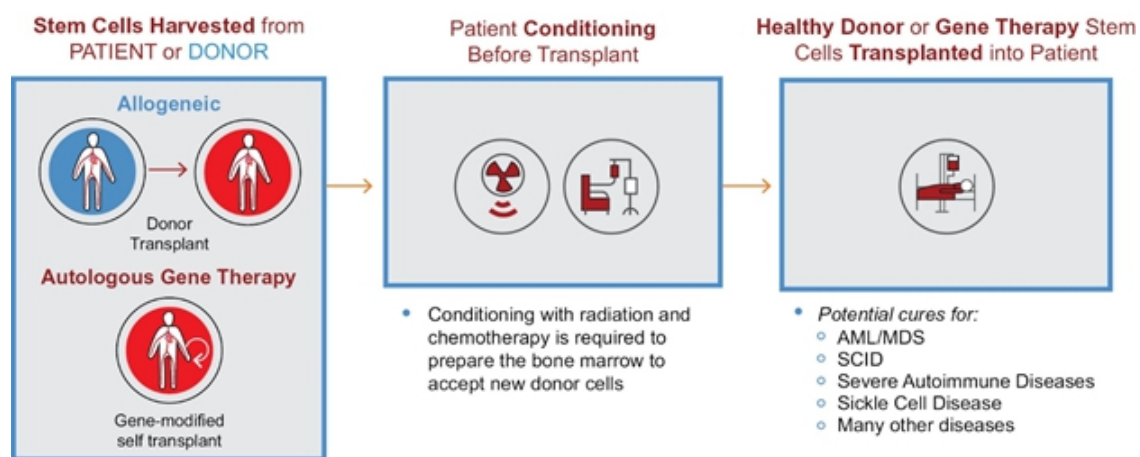 Stem Cells Harvested from
PATIENT or DONOR
Allogeneic
Donor
Transplant
Autologous Gene Therapy
Gene-modified
self transplant
Patient Conditioning
Before Transplant
• Conditioning with radiation and
chemotherapy is required to
prepare the bone marrow to
accept new donor cells
Healthy Donor or Gene Therapy Stem
Cells Transplanted into Patient
• Potential cures for:
○ AML/MDS
○ SCID
○ Severe Autoimmune Diseases
○ Sickle Cell Disease
○ Many other diseases